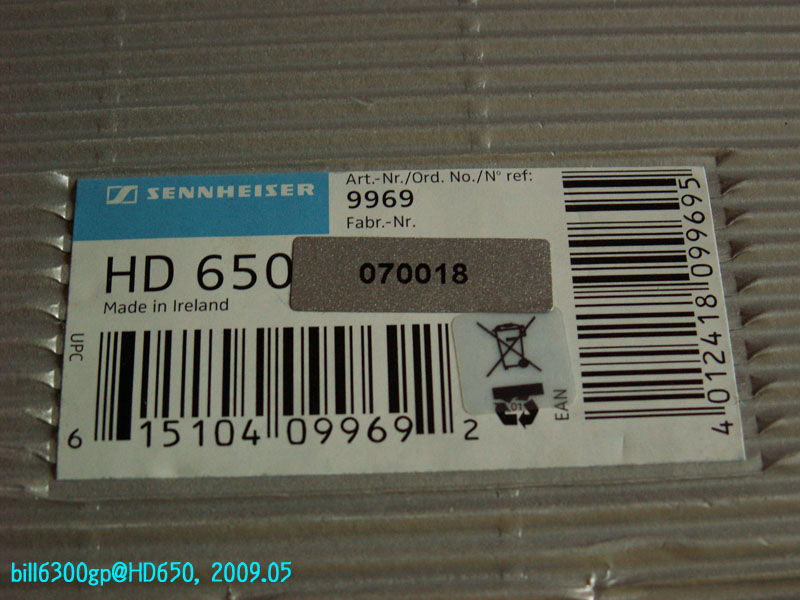 SENNHEISER
Art.-Nr./Ord. No./N° ref:
9969
Fabr.-Nr.
HD 650
070018
Made in Ireland
UPC
6 15104 09969 2
01
EAN
4 012418 099695
bill6300gp@HD650, 2009.05